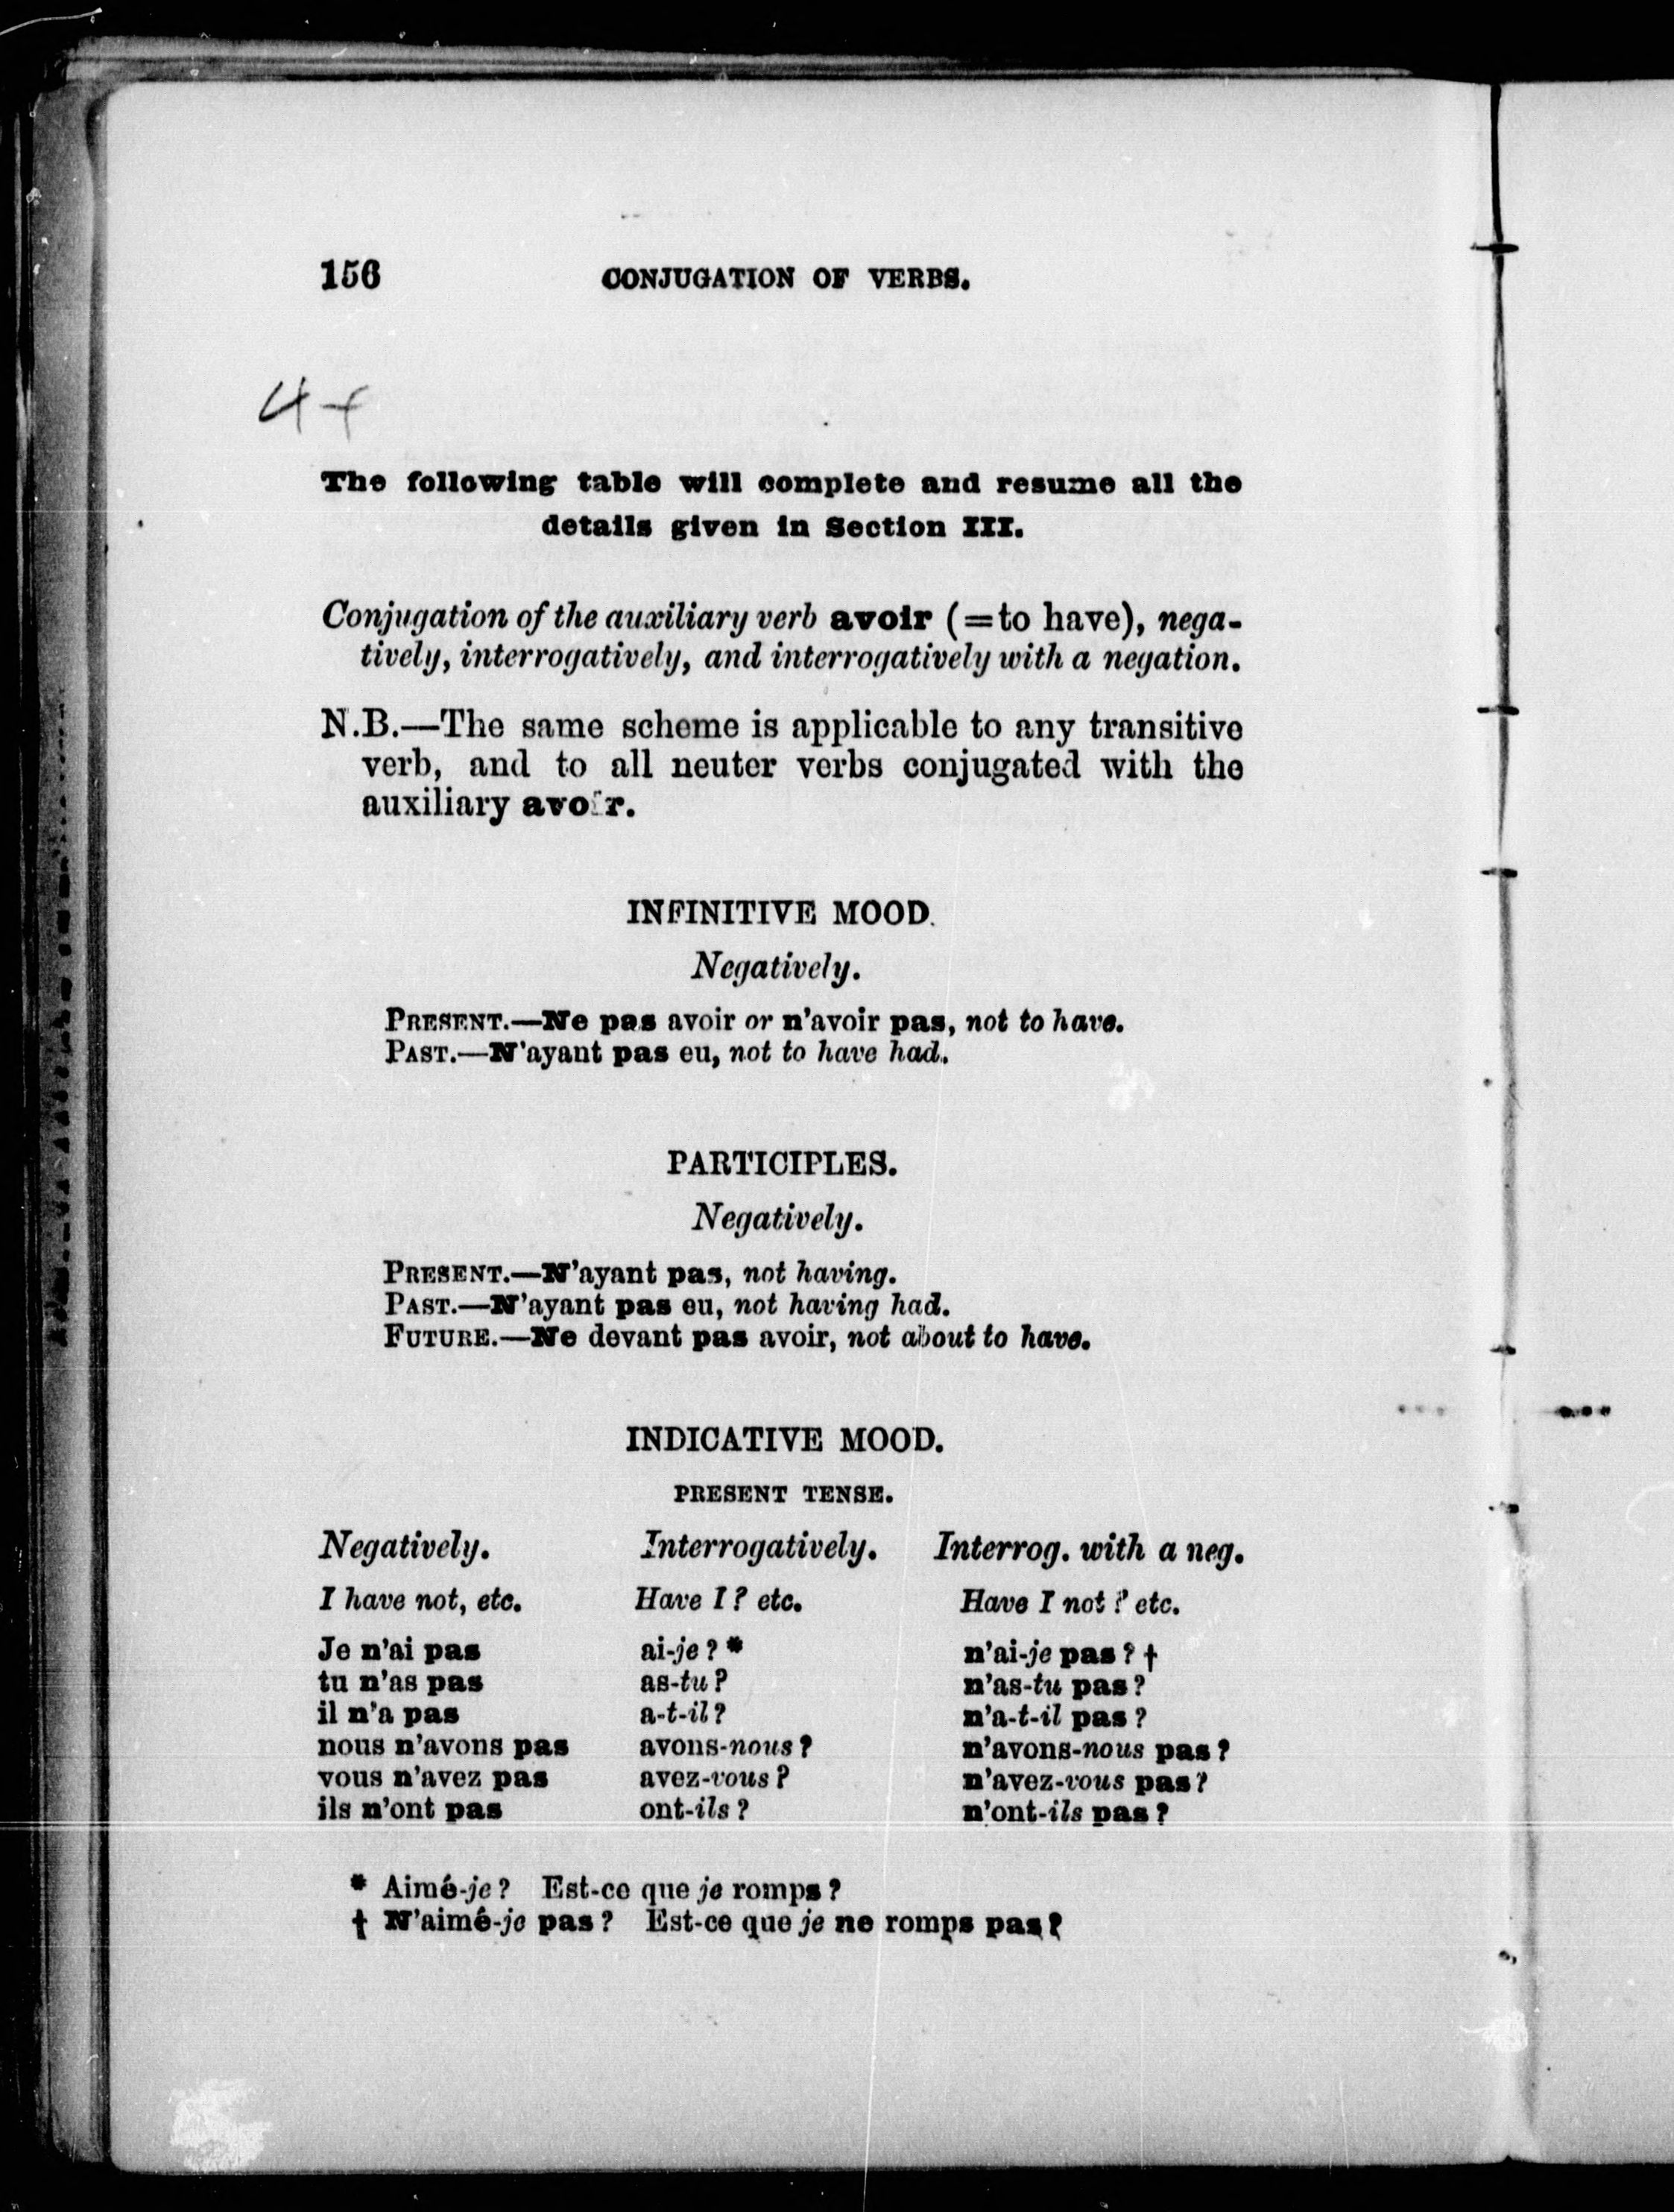 156 CONJUGATION OF VERBS.
4+
The following table will complete and resume all the
details given in Section III.
Conjugation of the auxiliary verb avoir (=to have), nega-
tively, interrogatively, and interrogatively with a negation.
N.B.—The same scheme is applicable to any transitive
verb, and to all neuter verbs conjugated with the
auxiliary avoir.
INFINITIVE MOOD.
Negatively.
PRESENT.—Ne pas avoir or n'avoir pas, not to have.
PAST.—N'ayant pas eu, not to have had.
PARTICIPLES.
Negatively.
PRESENT.—N'ayant pas, not having.
PAST.—N'ayant pas eu, not having had.
FUTURE.—Ne devant pas avoir, not about to have.
INDICATIVE MOOD.
PRESENT TENSE.
Negatively. Interrogatively. Interrog. with a neg.
I have not, etc. Have I? etc. Have I not? etc.
Je n'ai pas ai-je? * n'ai-je pas? †
tu n'as pas as-tu? n'as-tu pas?
il n'a pas a-t-il? n'a-t-il pas?
nous n'avons pas avons-nous? n'avons-nous pas?
vous n'avez pas avez-vous? n'avez-vous pas?
ils n'ont pas ont-ils? n'ont-ils pas?
* Aimé-je? Est-ce que je romps?
† N'aimé-je pas? Est-ce que je ne romps pas?